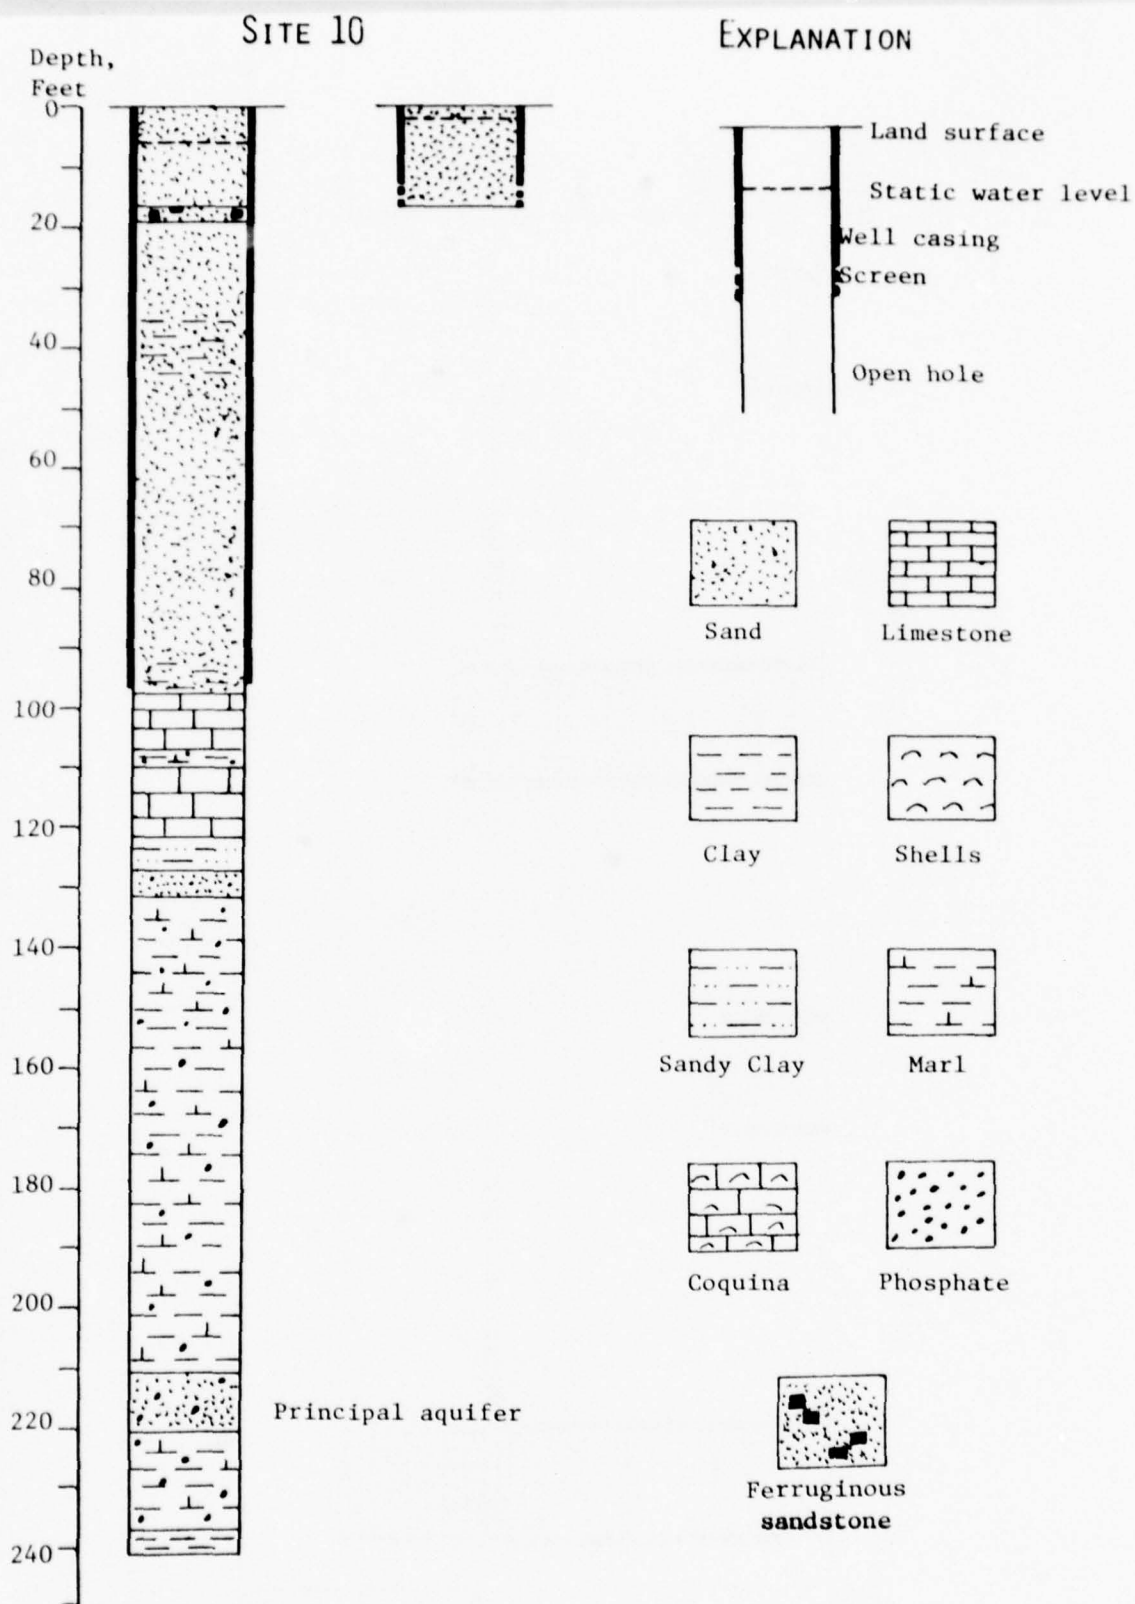 SITE 10
EXPLANATION
Depth,
Feet
0
20
40
60
80
100
120
140
160
180
200
220
240
Principal aquifer
Land surface
Static water level
Well casing
Screen
Open hole
Sand
Limestone
Clay
Shells
Sandy Clay
Marl
Coquina
Phosphate
Ferruginous
sandstone